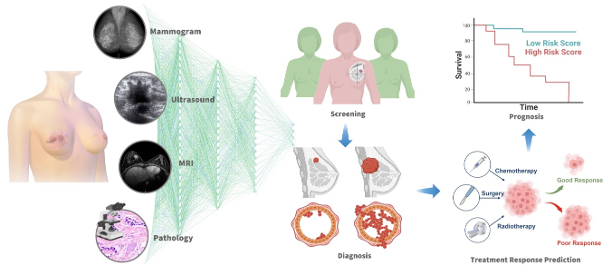 Mammogram
Ultrasound
MRI
Pathology
Screening
Diagnosis
Chemotherapy
Surgery
Radiotherapy
Good Response
Poor Response
Treatment Response Prediction
Survival
100
80
60
40
20
0
Low Risk Score
High Risk Score
Time
Prognosis